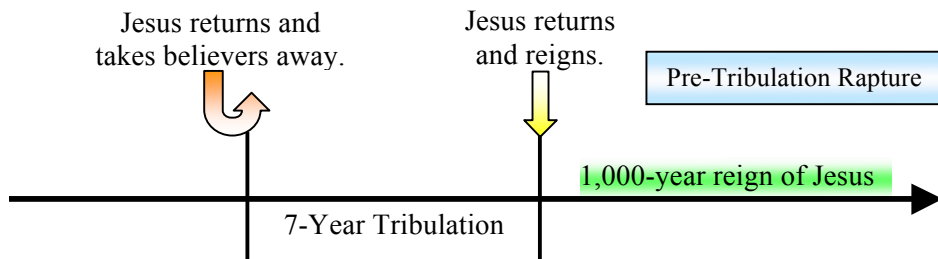 Jesus returns and
takes believers away.
Jesus returns
and reigns.
Pre-Tribulation Rapture
1,000-year reign of Jesus
7-Year Tribulation